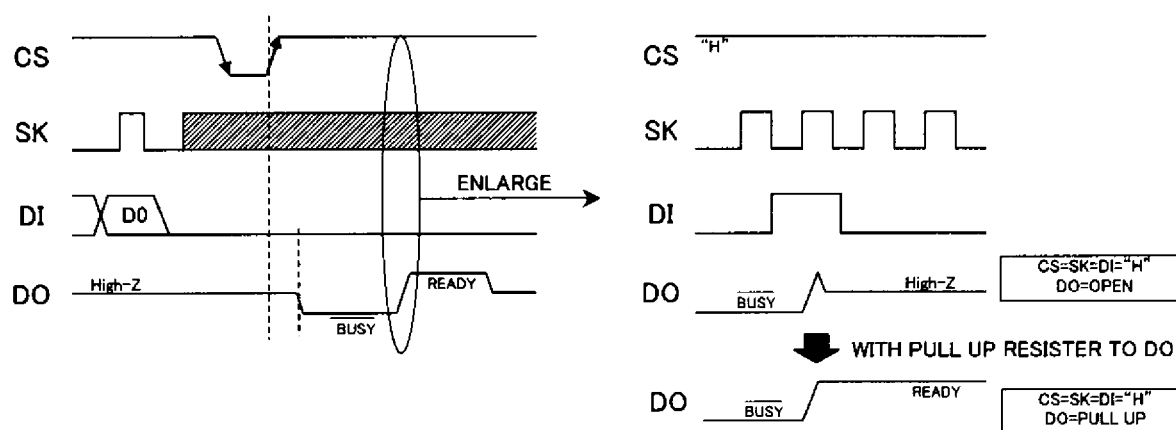 CS
SK
DI
D0
DO
High-Z
BUSY
READY
ENLARGE
CS
"H"
SK
DI
DO
BUSY
High-Z
CS=SK=DI="H"
DO=OPEN
WITH PULL UP RESISTER TO DO
DO
BUSY
READY
CS=SK=DI="H"
DO=PULL UP